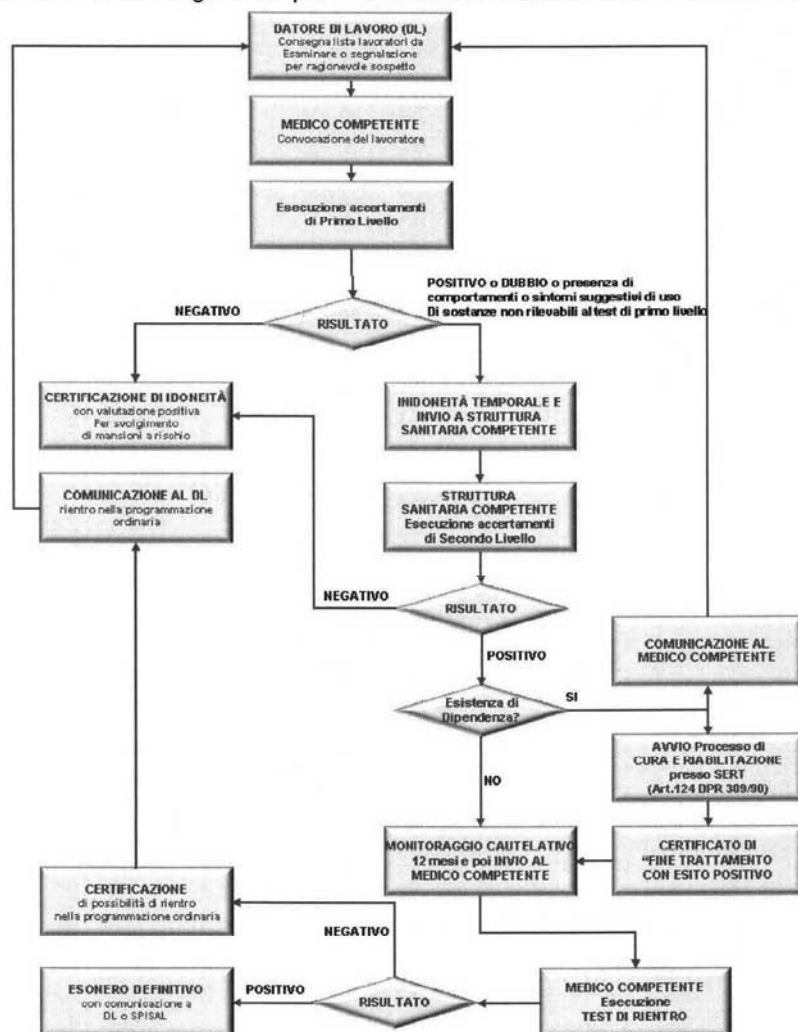 DATORE DI LAVORO (DL)
Consegna lista lavoratori da
Esaminare o segnalazione
per ragionevole sospetto
MEDICO COMPETENTE
Convocazione del lavoratore
Esecuzione accertamenti
di Primo Livello
POSITIVO o DUBBIO o presenza di
comportamenti o sintomi suggestivi di uso
Di sostanze non rilevabili al test di primo livello
NEGATIVO
RISULTATO
CERTIFICAZIONE DI IDONEITÀ
con valutazione positiva
Per svolgimento
di mansioni a rischio
INIDONEITÀ TEMPORALE E
INVIO A STRUTTURA
SANITARIA COMPETENTE
COMUNICAZIONE AL DL
rientro nella programmazione
ordinaria
STRUTTURA
SANITARIA COMPETENTE
Esecuzione accertamenti
di Secondo Livello
NEGATIVO
RISULTATO
POSITIVO
COMUNICAZIONE AL
MEDICO COMPETENTE
Esistenza di
Dipendenza?
SI
NO
AVVIO Processo di
CURA E RIABILITAZIONE
presso SERT
(Art.124 DPR 309/90)
MONITORAGGIO CAUTELATIVO
12 mesi e poi INVIO AL
MEDICO COMPETENTE
CERTIFICATO DI
“FINE TRATTAMENTO
CON ESITO POSITIVO
CERTIFICAZIONE
di possibilità di rientro
nella programmazione ordinaria
NEGATIVO
ESONERO DEFINITIVO
con comunicazione a
DL o SPISAL
POSITIVO
RISULTATO
MEDICO COMPETENTE
Esecuzione
TEST DI RIENTRO